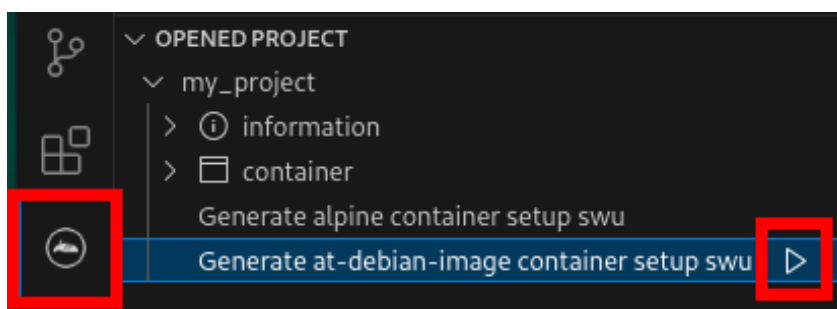 OPENED PROJECT
my_project
information
container
Generate alpine container setup swu
Generate at-debian-image container setup swu